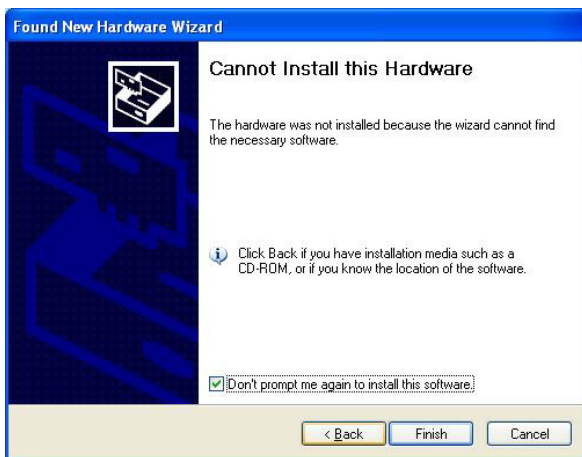 Found New Hardware Wizard
Cannot Install this Hardware
The hardware was not installed because the wizard cannot find
the necessary software.
Click Back if you have installation media such as a
CD-ROM, or if you know the location of the software.
Don't prompt me again to install this software.
< Back
Finish
Cancel